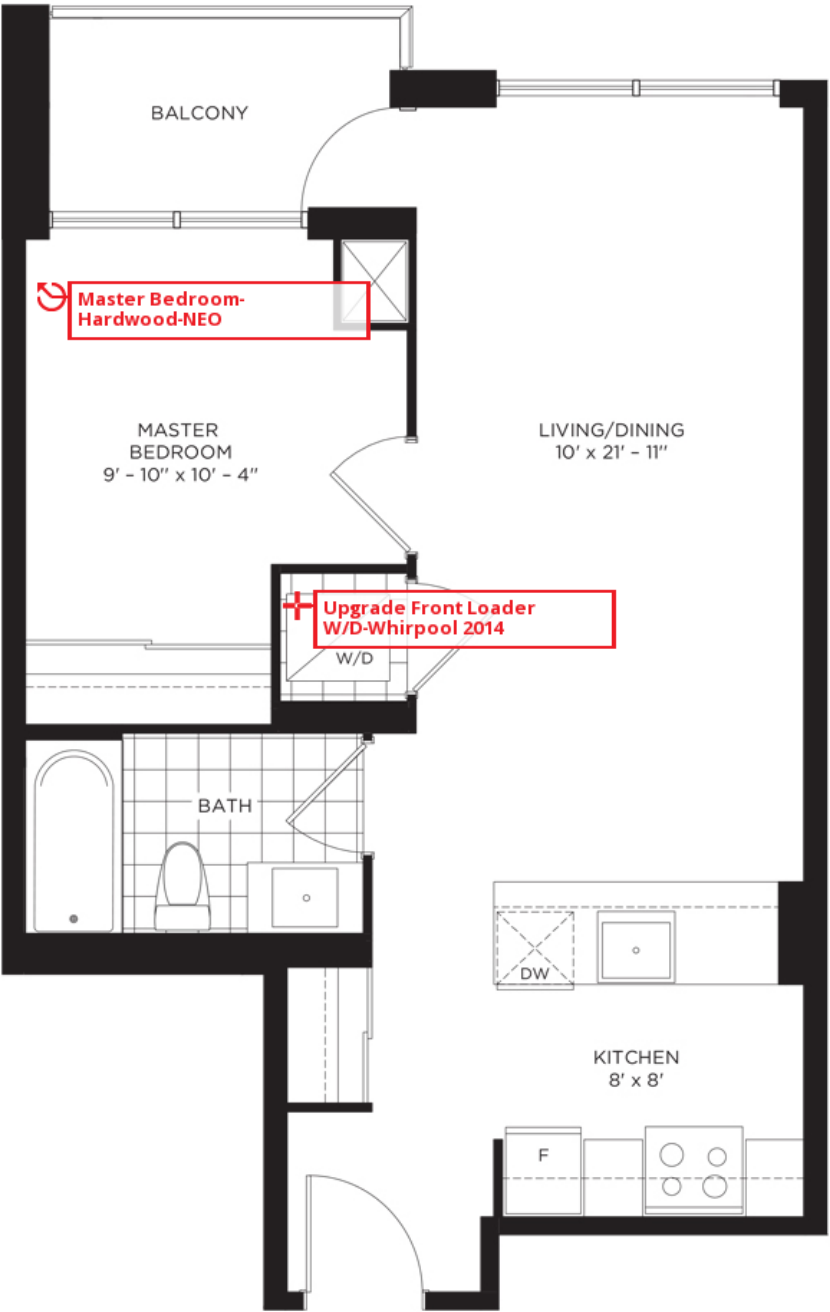 BALCONY
Master Bedroom-
Hardwood-NEO
MASTER
BEDROOM
9' – 10" x 10' – 4"
LIVING/DINING
10' x 21' – 11"
Upgrade Front Loader
W/D-Whirpool 2014
W/D
BATH
DW
KITCHEN
8' x 8'
F